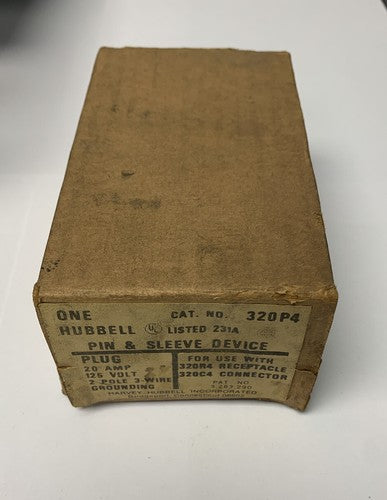 ONE CAT. NO. 320P4
HUBBELL UL LISTED 231A
PIN & SLEEVE DEVICE
PLUG
20 AMP
125 VOLT
2 POLE 3 WIRE
GROUNDING
FOR USE WITH
320R4 RECEPTACLE
320C4 CONNECTOR
PAT. NO.
HARVEY HUBBELL INCORPORATED